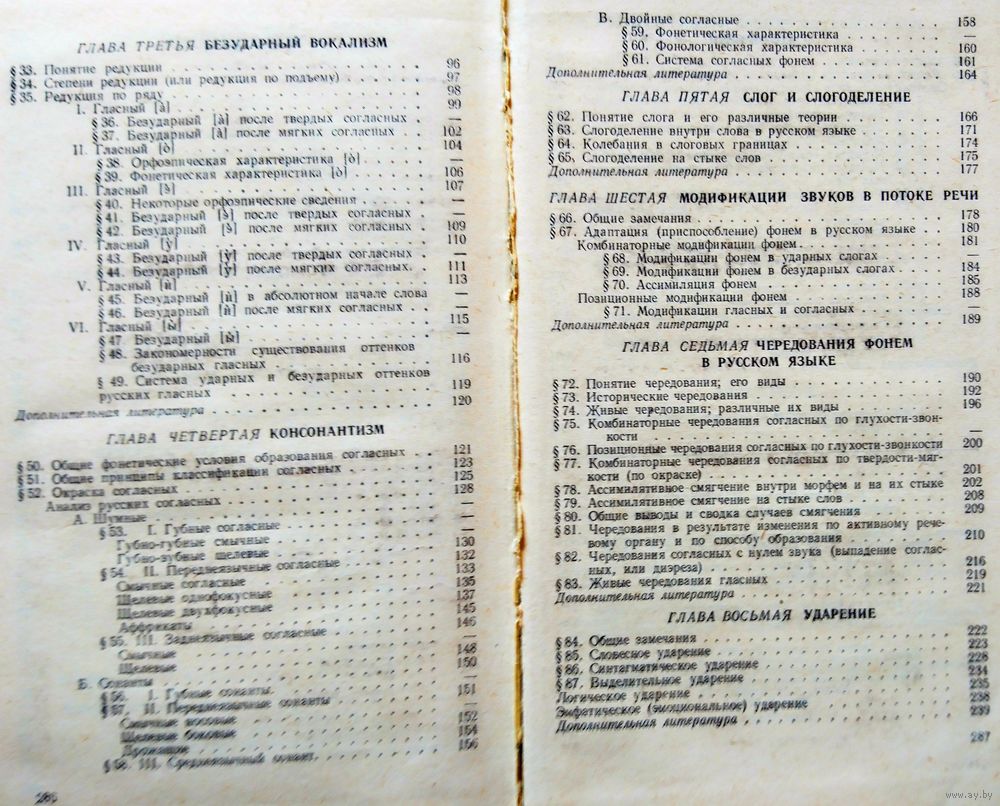 ГЛАВА ТРЕТЬЯ БЕЗУДАРНЫЙ ВОКАЛИЗМ
§ 33. Понятие редукции . . . 96
§ 34. Степени редукции (или редукция по подъему) . . . 97
§ 35. Редукция по ряду . . . 98
I. Гласный [à] . . . 99
§ 36. Безударный [à] после твердых согласных . —
§ 37. Безударный [à] после мягких согласных . . 102
II. Гласный [ò] . . . 104
§ 38. Орфоэпическая характеристика [ò] . . . —
§ 39. Фонетическая характеристика [ò] . . . 106
III. Гласный [э̀] . . . 107
§ 40. Некоторые орфоэпические сведения . . . —
§ 41. Безударный [э̀] после твердых согласных . . —
§ 42. Безударный [э̀] после мягких согласных . . 109
IV. Гласный [у̀] . . . 110
§ 43. Безударный [у̀] после твердых согласных . —
§ 44. Безударный [у̀] после мягких согласных. . 111
V. Гласный [ѝ] . . . 113
§ 45. Безударный [ѝ] в абсолютном начале слова —
§ 46. Безударный [ѝ] после мягких согласных . . —
VI. Гласный [ы̀] . . . 115
§ 47 Безударный [ы̀] . . . —
§ 48. Закономерности существования оттенков
безударных гласных . . . 116
§ 49. Система ударных и безударных оттенков
русских гласных . . . 119
Дополнительная литература . . . 120
ГЛАВА ЧЕТВЕРТАЯ КОНСОНАНТИЗМ
§ 50. Общие фонетические условия образования согласных . . 121
§ 51. Общие принципы классификации согласных . . . 123
§ 52. Окраска согласных . . . 125
Анализ русских согласных . . . 128
А. Шумные . . . —
§ 53. I. Губные согласные . . . —
Губно-губные смычные . . . 130
Губно-зубные щелевые . . . 132
§ 54. II. Переднеязычные согласные . . . 133
Смычные согласные . . . 135
Щелевые однофокусные . . . 137
Щелевые двухфокусные . . . 145
Аффрикаты . . . 146
§ 55. III. Заднеязычные согласные . . . —
Смычные . . . 148
Щелевые . . . 150
Б. Сонанты . . . —
§ 56. I. Губные сонанты. . . . 151
§ 57. II. Переднеязычные сонанты . . . —
Смычные носовые . . . 152
Щелевые боковые . . . 154
Дрожащие . . . 156
§ 58. III. Среднеязычный сонант. . . .
286
В. Двойные согласные . . . 158
§ 59. Фонетическая характеристика . . . —
§ 60. Фонологическая характеристика . . . 160
§ 61. Система согласных фонем . . . 161
Дополнительная литература . . . 164
ГЛАВА ПЯТАЯ СЛОГ И СЛОГОДЕЛЕНИЕ
§ 62. Понятие слога и его различные теории . . . 166
§ 63. Слогоделение внутри слова в русском языке . . . 171
§ 64. Колебания в слоговых границах . . . 174
§ 65. Слогоделение на стыке слов . . . 175
Дополнительная литература . . . 177
ГЛАВА ШЕСТАЯ МОДИФИКАЦИИ ЗВУКОВ В ПОТОКЕ РЕЧИ
§ 66. Общие замечания . . . 178
§ 67. Адаптация (приспособление) фонем в русском языке . . 180
Комбинаторные модификации фонем. . . . 181
§ 68. Модификации фонем в ударных слогах . . . —
§ 69. Модификации фонем в безударных слогах . . . 184
§ 70. Ассимиляция фонем . . . 185
Позиционные модификации фонем . . . 188
§ 71. Модификации гласных и согласных . . . —
Дополнительная литература . . . 189
ГЛАВА СЕДЬМАЯ ЧЕРЕДОВАНИЯ ФОНЕМ
В РУССКОМ ЯЗЫКЕ
§ 72. Понятие чередования; его виды . . . 190
§ 73. Исторические чередования . . . 192
§ 74. Живые чередования; различные их виды . . . 196
§ 75. Комбинаторные чередования согласных по глухости-звон-
кости . . . —
§ 76. Позиционные чередования согласных по глухости-звонкости 200
§ 77. Комбинаторные чередования согласных по твердости-мяг-
кости (по окраске) . . . 201
§ 78. Ассимилятивное смягчение внутри морфем и на их стыке 202
§ 79. Ассимилятивное смягчение на стыке слов . . . 208
§ 80. Общие выводы и сводка случаев смягчения . . . 209
§ 81. Чередования в результате изменения по активному рече-
вому органу и по способу образования . . . 210
§ 82. Чередования согласных с нулем звука (выпадение соглас-
ных, или диэреза) . . . 216
§ 83. Живые чередования гласных . . . 219
Дополнительная литература . . . 221
ГЛАВА ВОСЬМАЯ УДАРЕНИЕ
§ 84. Общие замечания . . . 222
§ 85. Словесное ударение . . . 223
§ 86. Синтагматическое ударение . . . 228
§ 87. Выделительное ударение . . . 234
Логическое ударение . . . 235
Эмфатическое (эмоциональное) ударение . . . 238
Дополнительная литература . . . 239
287
www.ay.by